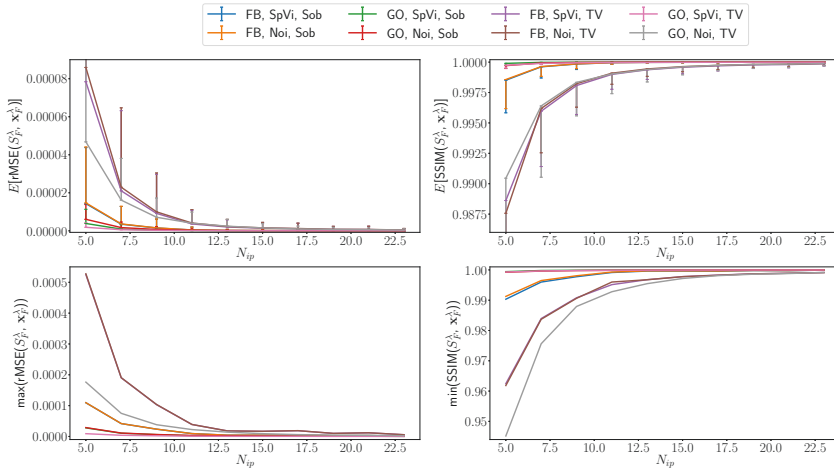 FB, SpVi, Sob
GO, SpVi, Sob
FB, SpVi, TV
GO, SpVi, TV
FB, Noi, Sob
GO, Noi, Sob
FB, Noi, TV
GO, Noi, TV
E[rMSE(S_F^λ, x_F^λ)]
0.00008
0.00006
0.00004
0.00002
0.00000
5.0 7.5 10.0 12.5 15.0 17.5 20.0 22.5
N_ip
E[SSIM(S_F^λ, x_F^λ)]
1.0000
0.9975
0.9950
0.9925
0.9900
0.9875
5.0 7.5 10.0 12.5 15.0 17.5 20.0 22.5
N_ip
max(rMSE(S_F^λ, x_F^λ))
0.0005
0.0004
0.0003
0.0002
0.0001
0.0000
5.0 7.5 10.0 12.5 15.0 17.5 20.0 22.5
N_ip
min(SSIM(S_F^λ, x_F^λ))
1.00
0.99
0.98
0.97
0.96
0.95
5.0 7.5 10.0 12.5 15.0 17.5 20.0 22.5
N_ip